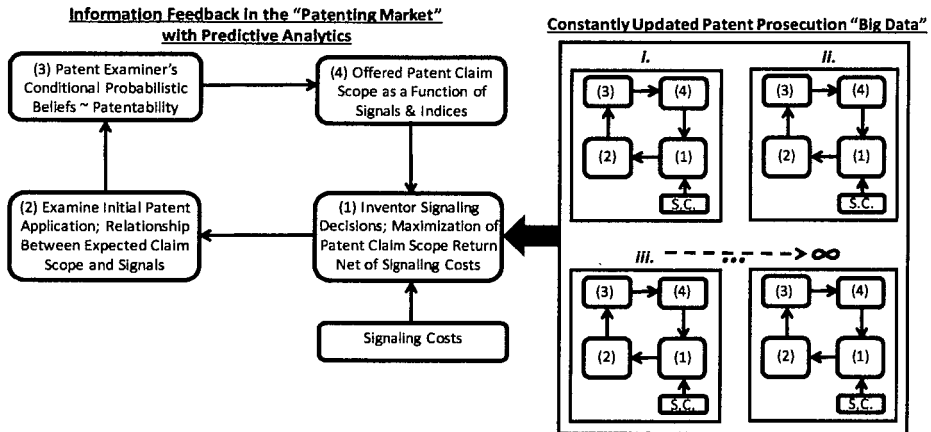 Information Feedback in the "Patenting Market"
with Predictive Analytics
(3) Patent Examiner's
Conditional Probabilistic
Beliefs ~ Patentability
(4) Offered Patent Claim
Scope as a Function of
Signals & Indices
(2) Examine Initial Patent
Application; Relationship
Between Expected Claim
Scope and Signals
(1) Inventor Signaling
Decisions; Maximization of
Patent Claim Scope Return
Net of Signaling Costs
Signaling Costs
Constantly Updated Patent Prosecution "Big Data"
i.
(3)
(4)
(2)
(1)
S.C.
ii.
(3)
(4)
(2)
(1)
S.C.
iii.
...
∞
(3)
(4)
(2)
(1)
S.C.
(3)
(4)
(2)
(1)
S.C.